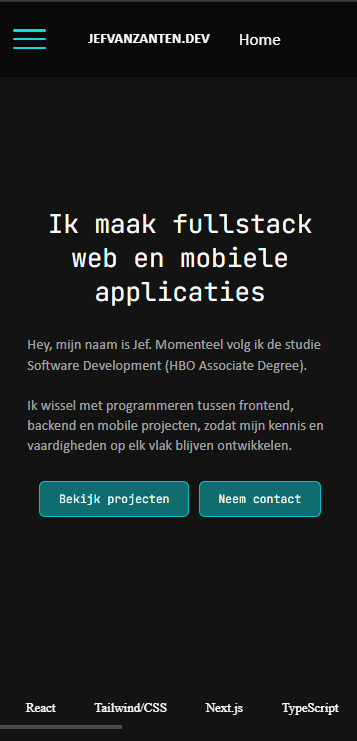 JEFVANZANTEN.DEV Home
Ik maak fullstack
web en mobiele
applicaties
Hey, mijn naam is Jef. Momenteel volg ik de studie
Software Development (HBO Associate Degree).
Ik wissel met programmeren tussen frontend,
backend en mobile projecten, zodat mijn kennis en
vaardigheden op elk vlak blijven ontwikkelen.
Bekijk projecten Neem contact
React Tailwind/CSS Next.js TypeScript